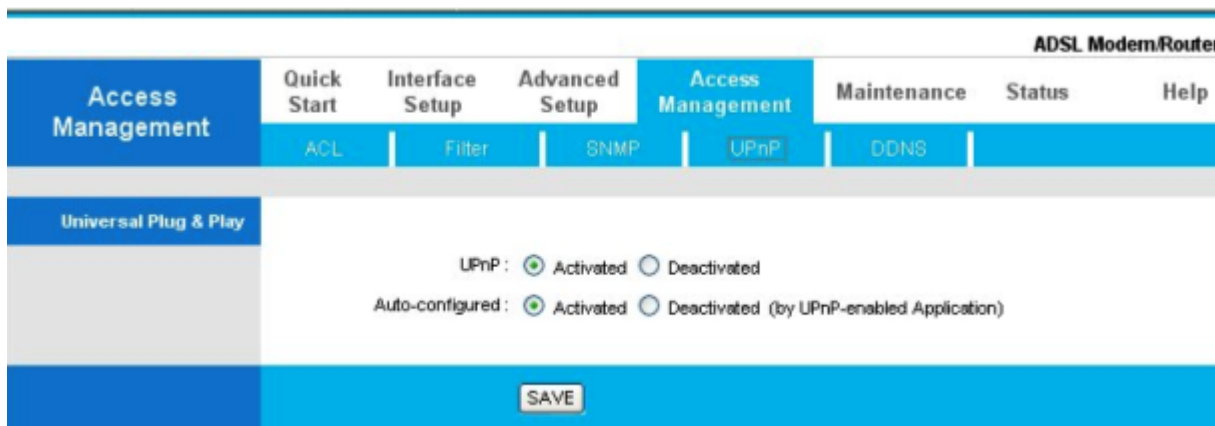 ADSL Modem/Router
Access Management
Quick Start
Interface Setup
Advanced Setup
Access Management
Maintenance
Status
Help
ACL
Filter
SNMP
UPnP
DDNS
Universal Plug & Play
UPnP : Activated Deactivated
Auto-configured : Activated Deactivated (by UPnP-enabled Application)
SAVE